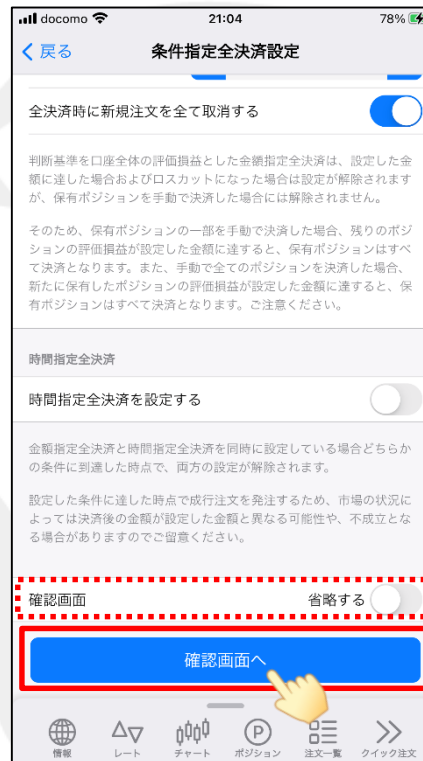 docomo 21:04 78%
戻る 条件指定全決済設定
全決済時に新規注文を全て取消する
判断基準を口座全体の評価損益とした金額指定全決済は、設定した金
額に達した場合およびロスカットになった場合は設定が解除されます
が、保有ポジションを手動で決済した場合には解除されません。
そのため、保有ポジションの一部を手動で決済した場合、残りのポジ
ションの評価損益が設定した金額に達すると、保有ポジションはすべ
て決済となります。また、手動で全てのポジションを決済した場合、
新たに保有したポジションの評価損益が設定した金額に達すると、保
有ポジションはすべて決済となります。ご注意ください。
時間指定全決済
時間指定全決済を設定する
金額指定全決済と時間指定全決済を同時に設定している場合どちらか
の条件に到達した時点で、両方の設定が解除されます。
設定した条件に達した時点で成行注文を発注するため、市場の状況に
よっては決済後の金額が設定した金額と異なる可能性や、不成立とな
る場合がありますのでご留意ください。
確認画面 省略する
確認画面へ
情報 レート チャート ポジション 注文一覧 クイック注文